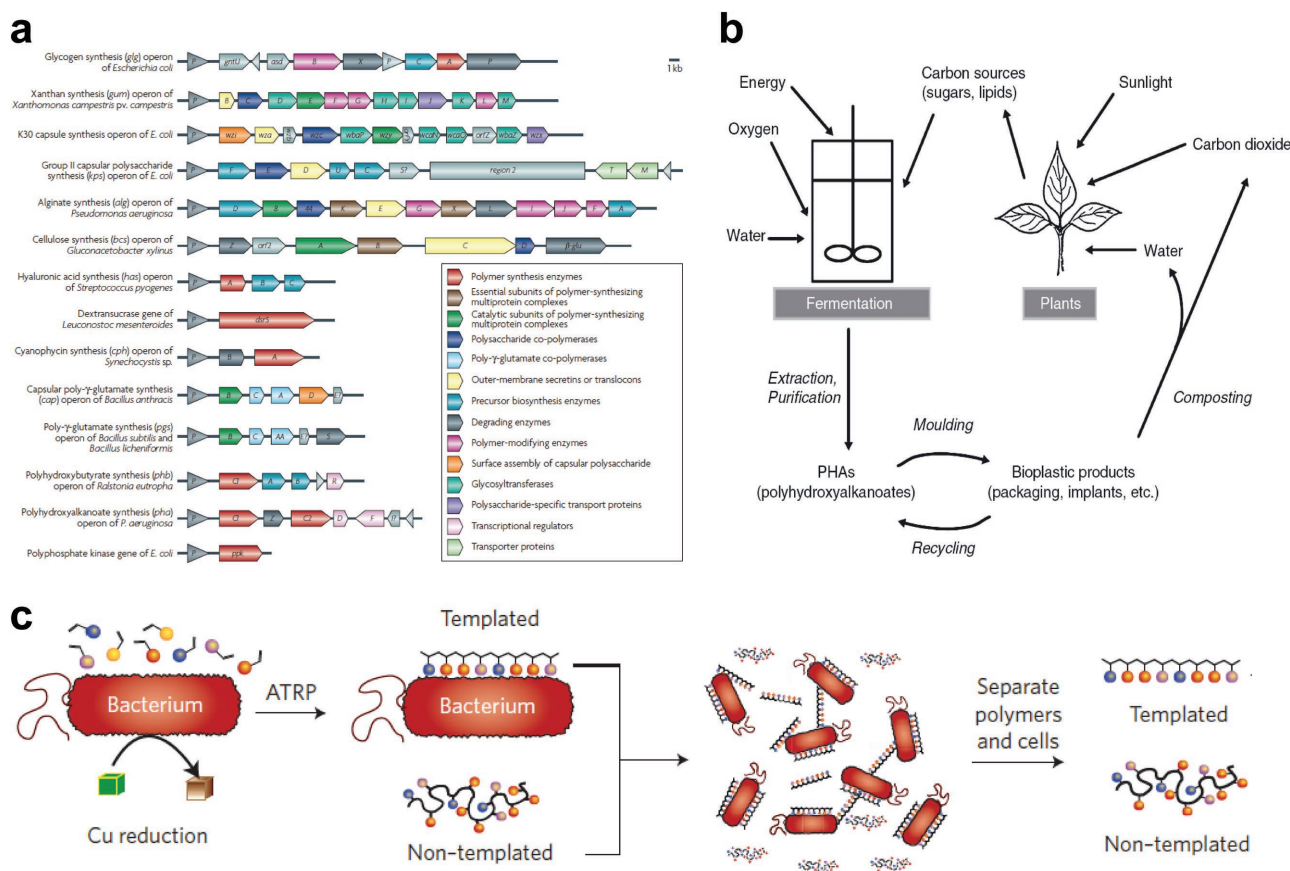 a
Glycogen synthesis (glg) operon
of Escherichia coli
P gntU asd B X P C A P
1 kb
Xanthan synthesis (gum) operon of
Xanthomonas campestris pv. campestris
P B C D E F G H I J K L M
K30 capsule synthesis operon of E. coli
P wzi wza wzb wzc wbaP wzy wcaN wcaO orfZ wbaZ wzx
Group II capsular polysaccharide
synthesis (kps) operon of E. coli
P F E D U C S? region 2 T M
Alginate synthesis (alg) operon of
Pseudomonas aeruginosa
P D 8 44 K E G X L I J F A
Cellulose synthesis (bcs) operon of
Gluconacetobacter xylinus
P Z orf2 A B C D β-glu
Hyaluronic acid synthesis (has) operon
of Streptococcus pyogenes
P A B C
Dextransucrase gene of
Leuconostoc mesenteroides
P dsrS
Cyanophycin synthesis (cph) operon of
Synechocystis sp.
P B A
Capsular poly-γ-glutamate synthesis
(cap) operon of Bacillus anthracis
P B C A D E?
Poly-γ-glutamate synthesis (pgs)
operon of Bacillus subtilis and
Bacillus licheniformis
P B C AA E? S
Polyhydroxybutyrate synthesis (phb)
operon of Ralstonia eutropha
P C1 A B R
Polyhydroxyalkanoate synthesis (pha)
operon of P. aeruginosa
P C1 Z C2 D F I?
Polyphosphate kinase gene of E. coli
P ppk
Polymer synthesis enzymes
Essential subunits of polymer-synthesizing
multiprotein complexes
Catalytic subunits of polymer-synthesizing
multiprotein complexes
Polysaccharide co-polymerases
Poly-γ-glutamate co-polymerases
Outer-membrane secretins or translocons
Precursor biosynthesis enzymes
Degrading enzymes
Polymer-modifying enzymes
Surface assembly of capsular polysaccharide
Glycosyltransferases
Polysaccharide-specific transport proteins
Transcriptional regulators
Transporter proteins
b
Energy
Oxygen
Water
Carbon sources
(sugars, lipids)
Sunlight
Carbon dioxide
Water
Fermentation
Plants
Extraction,
Purification
Moulding
Composting
PHAs
(polyhydroxyalkanoates)
Bioplastic products
(packaging, implants, etc.)
Recycling
c
Bacterium
Cu reduction
ATRP
Templated
Bacterium
Non-templated
Separate
polymers
and cells
Templated
Non-templated